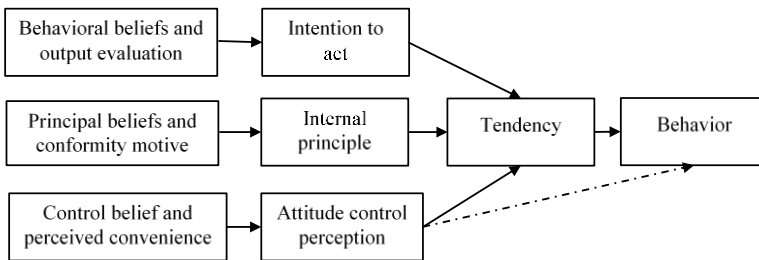 Behavioral beliefs and
output evaluation
Intention to
act
Principal beliefs and
conformity motive
Internal
principle
Tendency
Behavior
Control belief and
perceived convenience
Attitude control
perception